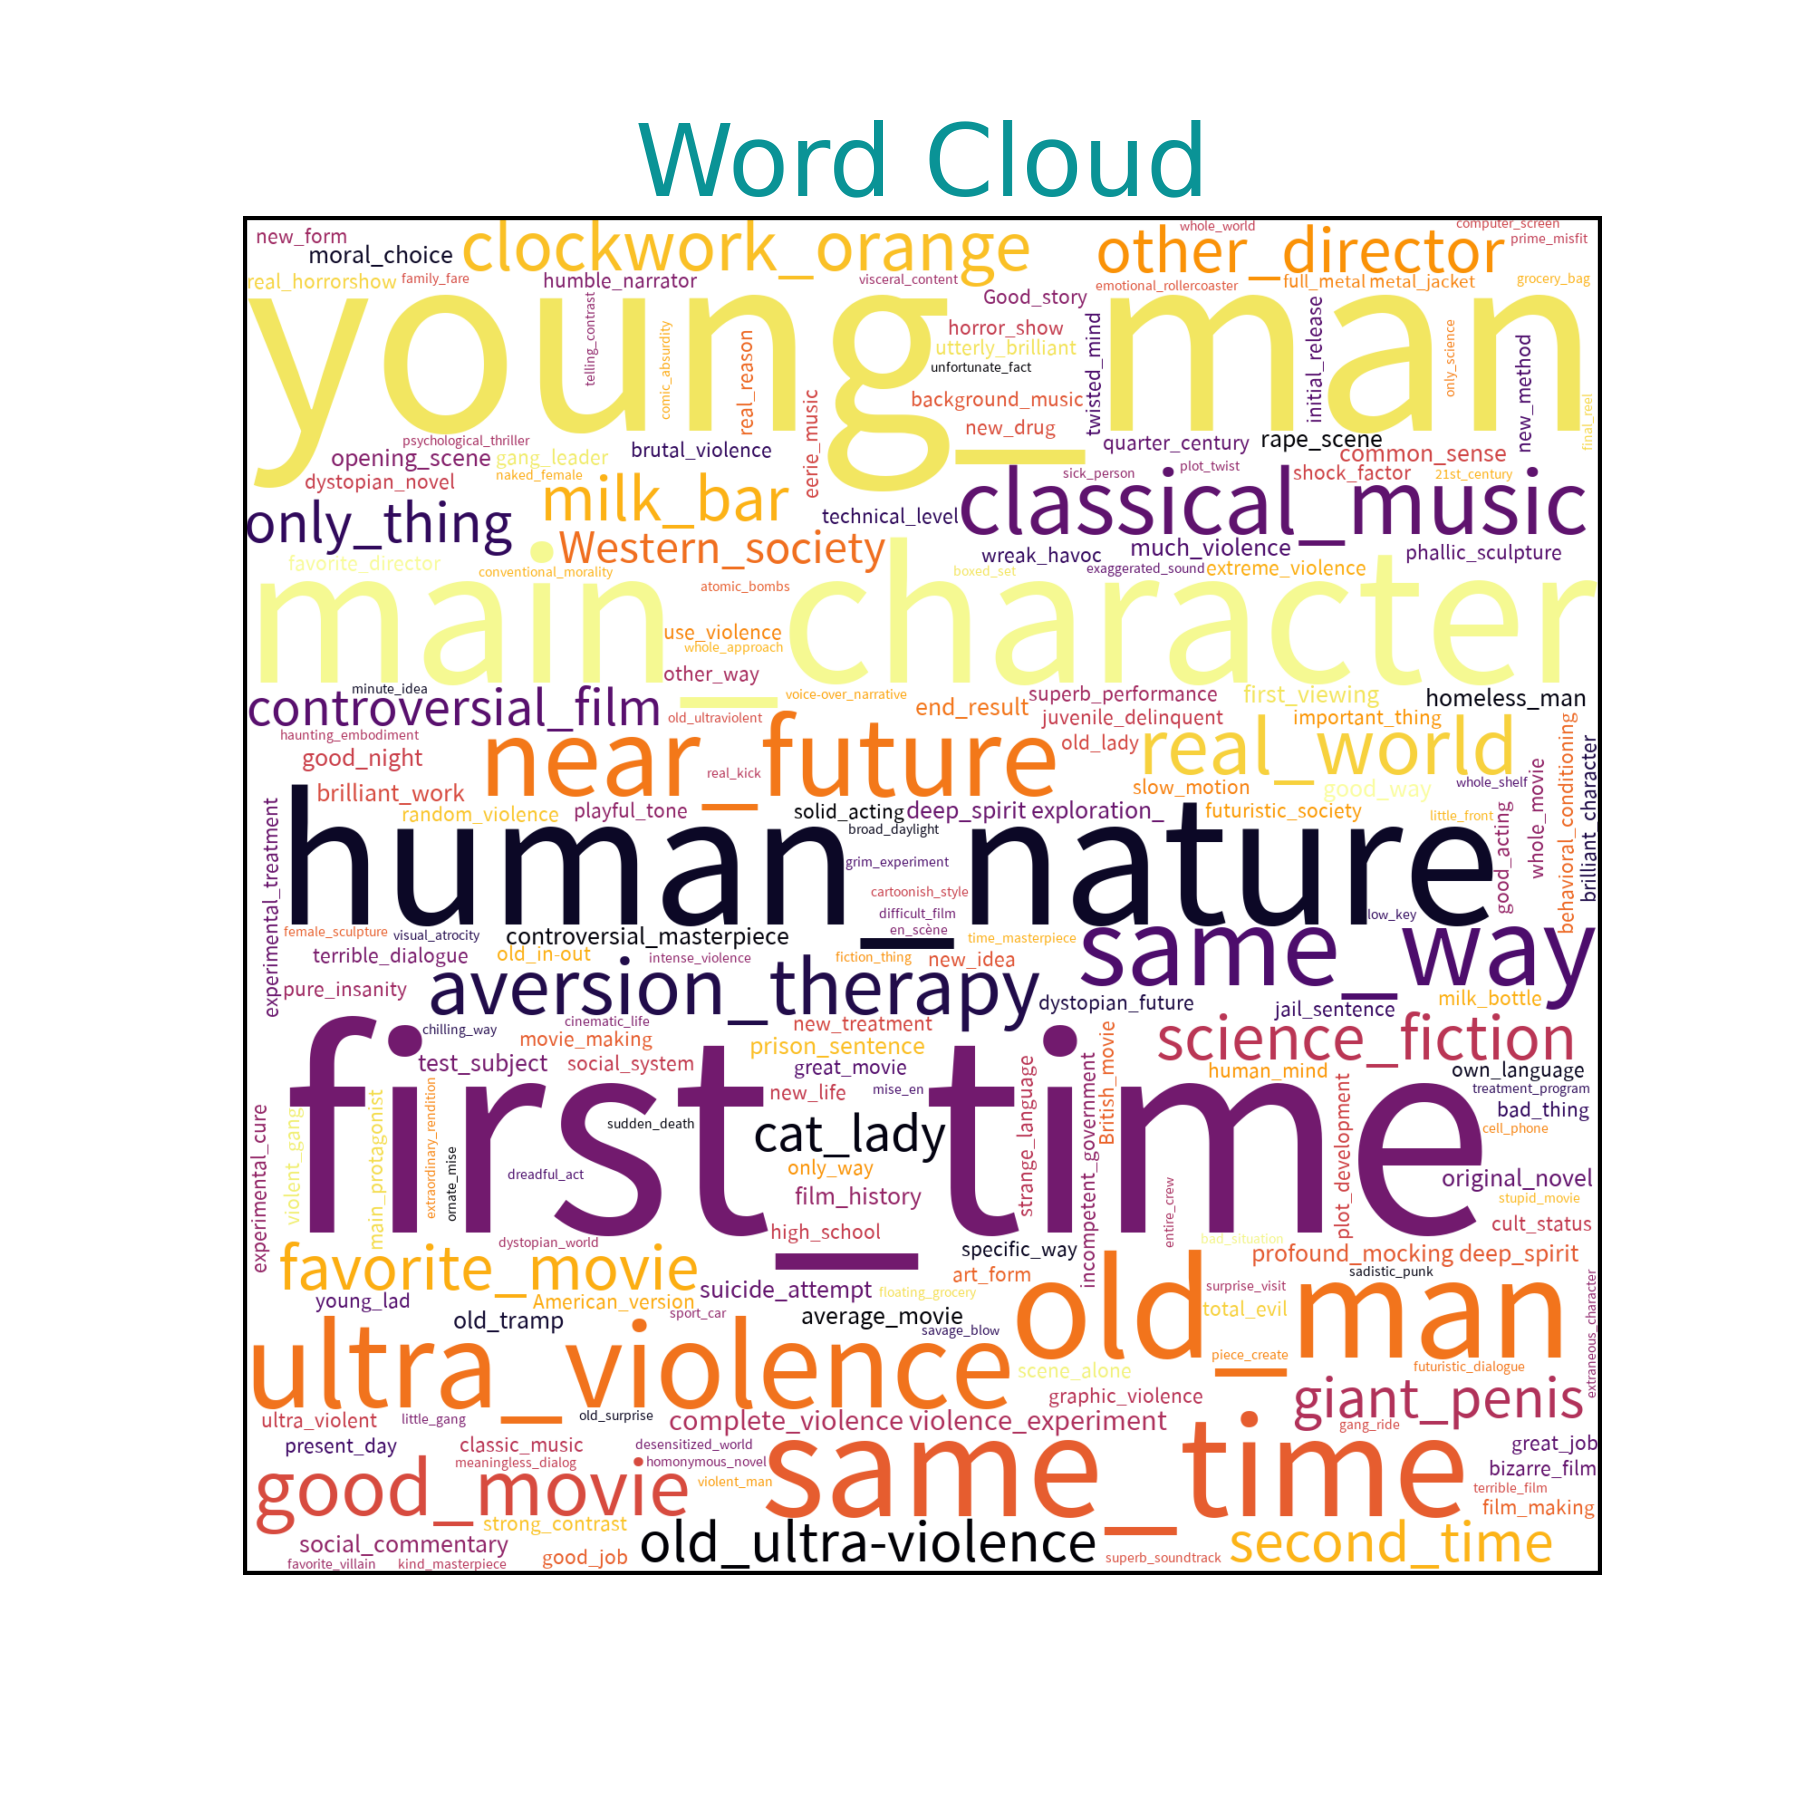 Word Cloud
new_form
moral_choice
clockwork_orange
other_director
whole_world
computer_screen
prime_misfit
real_horrorshow
family_fare
humble_narrator
visceral_content
emotional_rollercoaster
full_metal
metal_jacket
grocery_bag
young_man
Good_story
horror_show
utterly_brilliant
unfortunate_fact
background_music
new_drug
telling_contrast
comic_absurdity
real_reason
eerie_music
twisted_mind
initial_release
only_science
new_method
final_reel
psychological_thriller
opening_scene
gang_leader
naked_female
dystopian_novel
brutal_violence
quarter_century
rape_scene
common_sense
sick_person
plot_twist
shock_factor
21st_century
milk_bar
classical_music
only_thing
technical_level
Western_society
wreak_havoc
much_violence
phallic_sculpture
favorite_director
conventional_morality
boxed_set
exaggerated_sound
extreme_violence
atomic_bombs
main_character
use_violence
whole_approach
other_way
minute_idea
controversial_film
old_ultraviolent
voice-over_narrative
end_result
superb_performance
first_viewing
homeless_man
juvenile_delinquent
important_thing
haunting_embodiment
good_night
near_future
real_kick
old_lady
real_world
behavioral_conditioning
brilliant_character
whole_movie
slow_motion
good_way
whole_shelf
brilliant_work
random_violence
playful_tone
solid_acting
deep_spirit
exploration_
futuristic_society
little_front
good_acting
broad_daylight
human_nature
grim_experiment
cartoonish_style
difficult_film
en_scène
low_key
experimental_treatment
female_sculpture
visual_atrocity
controversial_masterpiece
time_masterpiece
same_way
terrible_dialogue
old_in-out
intense_violence
fiction_thing
new_idea
pure_insanity
aversion_therapy
dystopian_future
milk_bottle
jail_sentence
chilling_way
cinematic_life
new_treatment
movie_making
prison_sentence
science_fiction
test_subject
social_system
great_movie
human_mind
own_language
first_time
new_life
mise_en
treatment_program
bad_thing
sudden_death
cat_lady
cell_phone
experimental_cure
violent_gang
main_protagonist
extraordinary_rendition
ornate_mise
dreadful_act
only_way
film_history
strange_language
incompetent_government
British_movie
entire_crew
plot_development
original_novel
stupid_movie
cult_status
high_school
dystopian_world
specific_way
bad_situation
profound_mocking
deep_spirit
favorite_movie
art_form
sadistic_punk
suicide_attempt
floating_grocery
surprise_visit
extraneous_character
young_lad
American_version
sport_car
old_man
total_evil
old_tramp
average_movie
savage_blow
ultra_violence
piece_create
futuristic_dialogue
scene_alone
graphic_violence
giant_penis
ultra_violent
little_gang
old_surprise
complete_violence
violence_experiment
gang_ride
present_day
classic_music
desensitized_world
great_job
meaningless_dialog
homonymous_novel
same_time
bizarre_film
good_movie
violent_man
terrible_film
film_making
strong_contrast
social_commentary
old_ultra-violence
second_time
favorite_villain
kind_masterpiece
good_job
superb_soundtrack